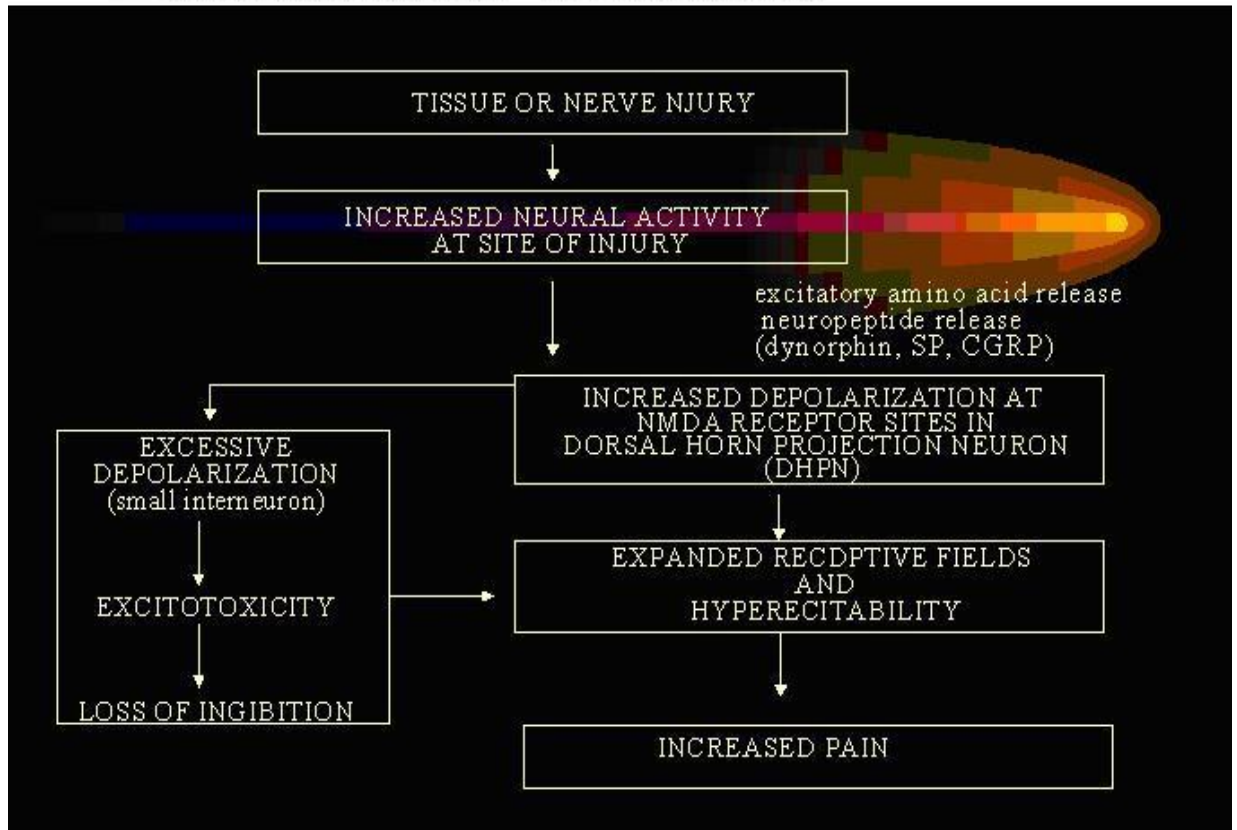 TISSUE OR NERVE NJURY
INCREASED NEURAL ACTIVITY
AT SITE OF INJURY
excitatory amino acid release
neuropeptide release
(dynorphin, SP, CGRP)
INCREASED DEPOLARIZATION AT
NMDA RECEPTOR SITES IN
DORSAL HORN PROJECTION NEURON
(DHPN)
EXCESSIVE
DEPOLARIZATION
(small interneuron)
EXCITOTOXICITY
LOSS OF INGIBITION
EXPANDED RECDPTIVE FIELDS
AND
HYPERECITABILITY
INCREASED PAIN